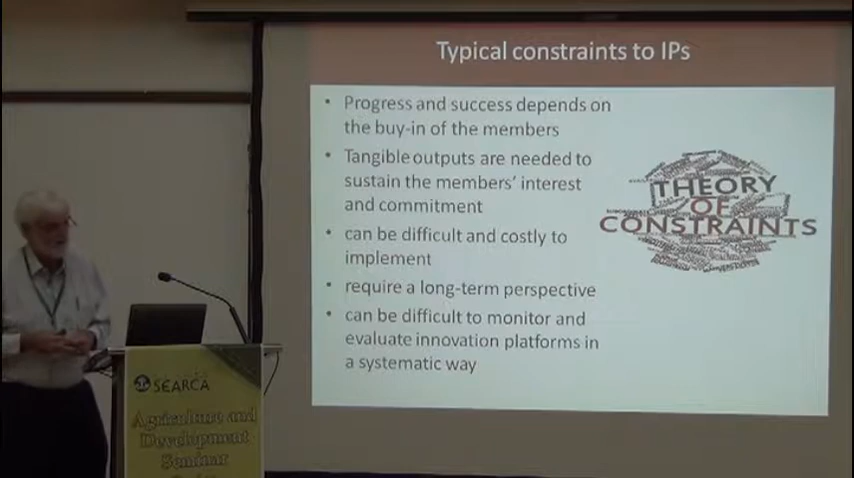 Typical constraints to IPs
• Progress and success depends on
the buy-in of the members
• Tangible outputs are needed to
sustain the members' interest
and commitment
• can be difficult and costly to
implement
• require a long-term perspective
• can be difficult to monitor and
evaluate innovation platforms in
a systematic way
THEORY
OF
CONSTRAINTS
SEARCA
Agriculture and
Development
Seminar